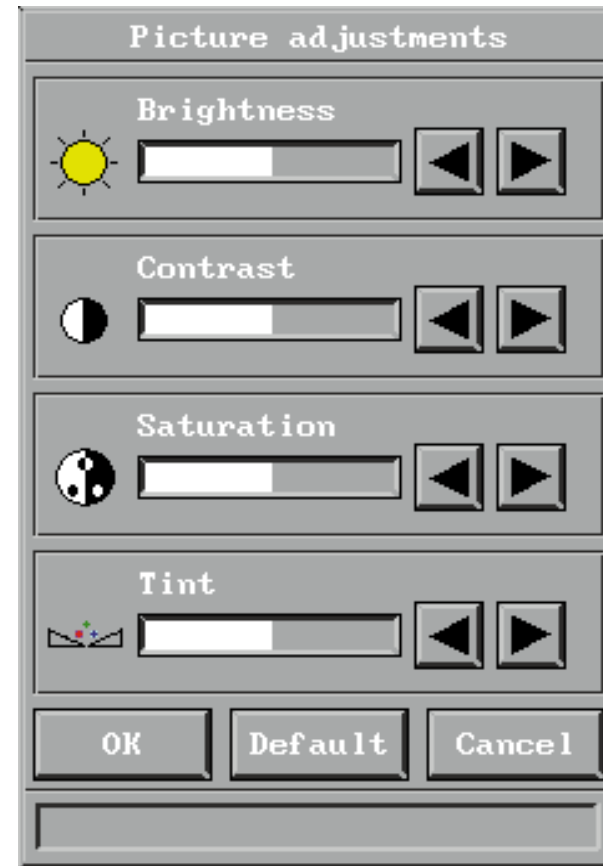 Picture adjustments
Brightness
Contrast
Saturation
Tint
OK Default Cancel